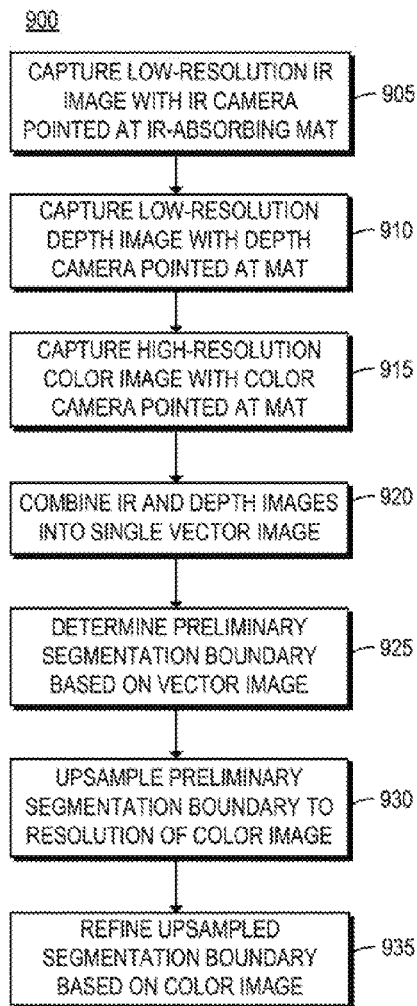 900
CAPTURE LOW-RESOLUTION IR
IMAGE WITH IR CAMERA
POINTED AT IR-ABSORBING MAT
905
CAPTURE LOW-RESOLUTION
DEPTH IMAGE WITH DEPTH
CAMERA POINTED AT MAT
910
CAPTURE HIGH-RESOLUTION
COLOR IMAGE WITH COLOR
CAMERA POINTED AT MAT
915
COMBINE IR AND DEPTH IMAGES
INTO SINGLE VECTOR IMAGE
920
DETERMINE PRELIMINARY
SEGMENTATION BOUNDARY
BASED ON VECTOR IMAGE
925
UPSAMPLE PRELIMINARY
SEGMENTATION BOUNDARY TO
RESOLUTION OF COLOR IMAGE
930
REFINE UPSAMPLED
SEGMENTATION BOUNDARY
BASED ON COLOR IMAGE
935